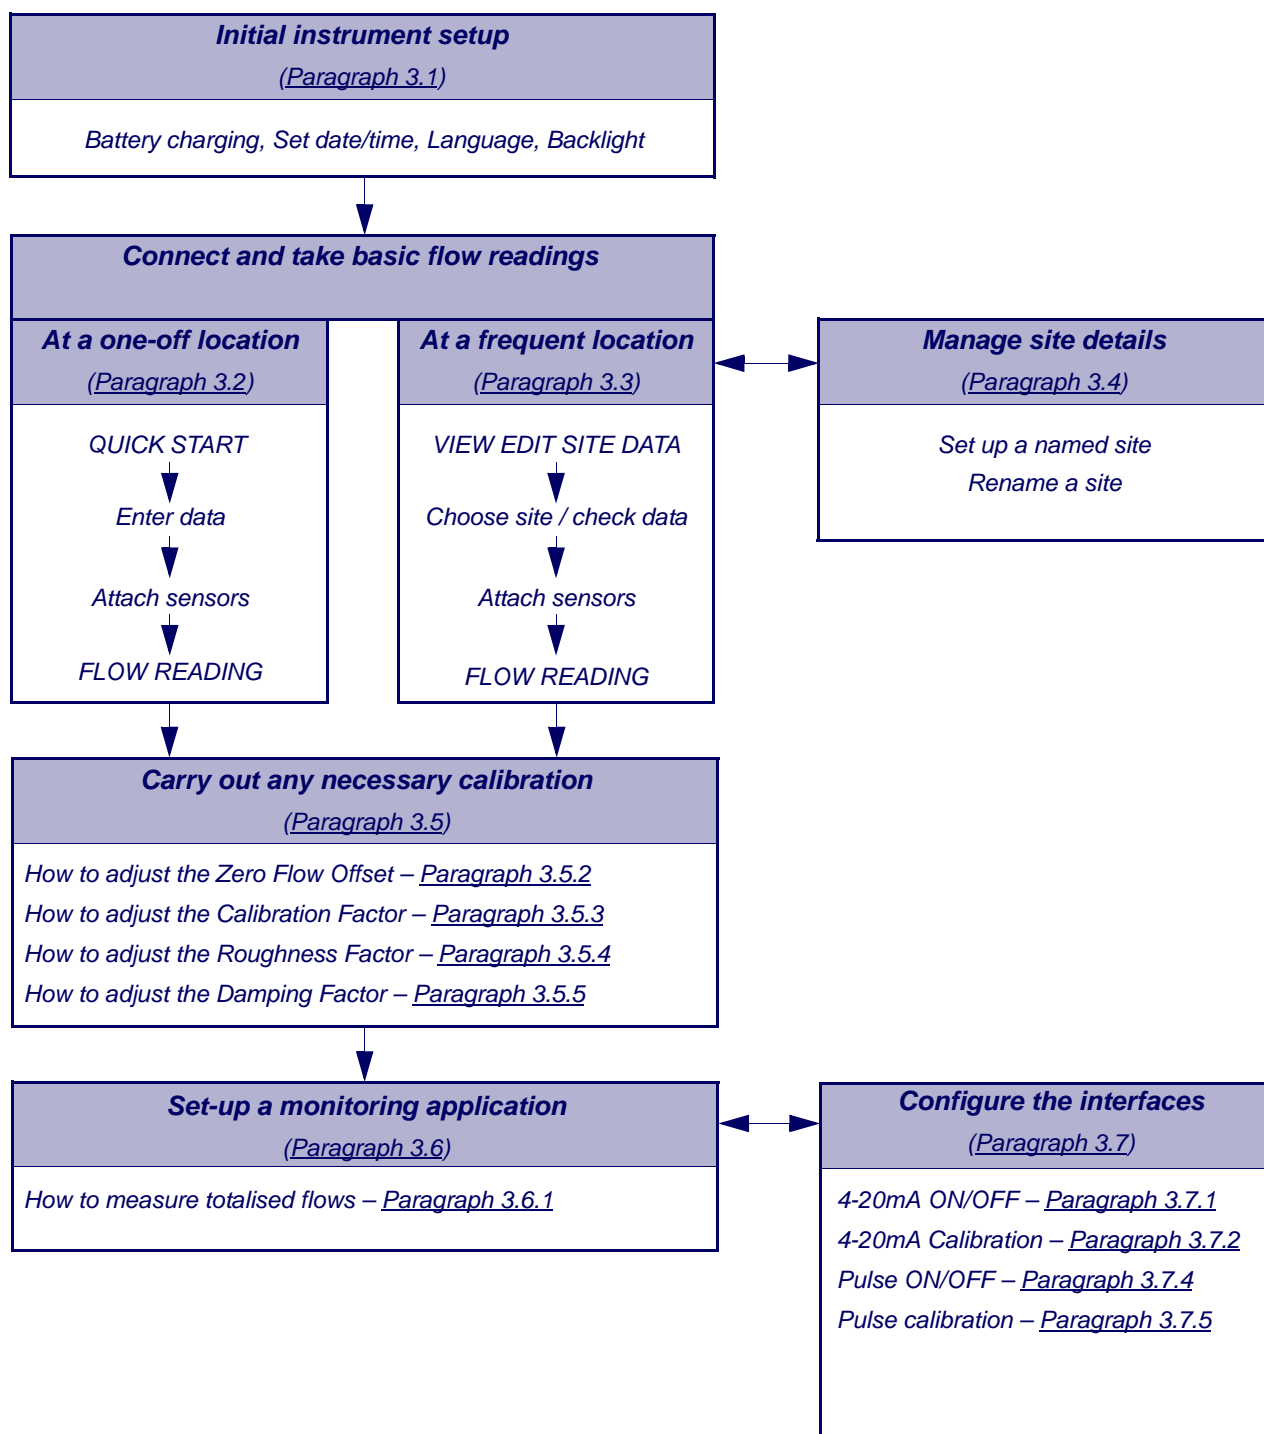 Initial instrument setup
(Paragraph 3.1)
Battery charging, Set date/time, Language, Backlight
Connect and take basic flow readings
At a one-off location
(Paragraph 3.2)
QUICK START
Enter data
Attach sensors
FLOW READING
At a frequent location
(Paragraph 3.3)
VIEW EDIT SITE DATA
Choose site / check data
Attach sensors
FLOW READING
Manage site details
(Paragraph 3.4)
Set up a named site
Rename a site
Carry out any necessary calibration
(Paragraph 3.5)
How to adjust the Zero Flow Offset – Paragraph 3.5.2
How to adjust the Calibration Factor – Paragraph 3.5.3
How to adjust the Roughness Factor – Paragraph 3.5.4
How to adjust the Damping Factor – Paragraph 3.5.5
Set-up a monitoring application
(Paragraph 3.6)
How to measure totalised flows – Paragraph 3.6.1
Configure the interfaces
(Paragraph 3.7)
4-20mA ON/OFF – Paragraph 3.7.1
4-20mA Calibration – Paragraph 3.7.2
Pulse ON/OFF – Paragraph 3.7.4
Pulse calibration – Paragraph 3.7.5